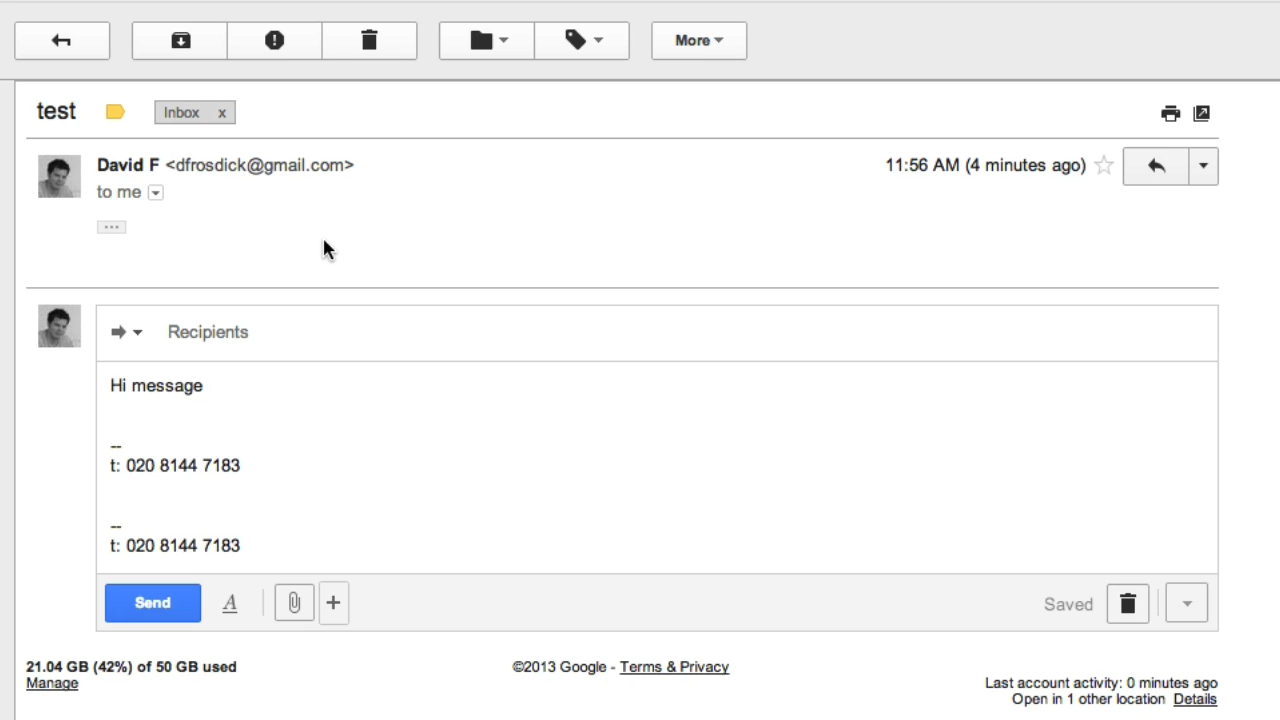 More
test
Inbox x
David F <dfrosdick@gmail.com>
11:56 AM (4 minutes ago)
to me
...
Recipients
Hi message
--
t: 020 8144 7183
--
t: 020 8144 7183
Send A +
Saved
21.04 GB (42%) of 50 GB used
Manage
©2013 Google - Terms & Privacy
Last account activity: 0 minutes ago
Open in 1 other location Details